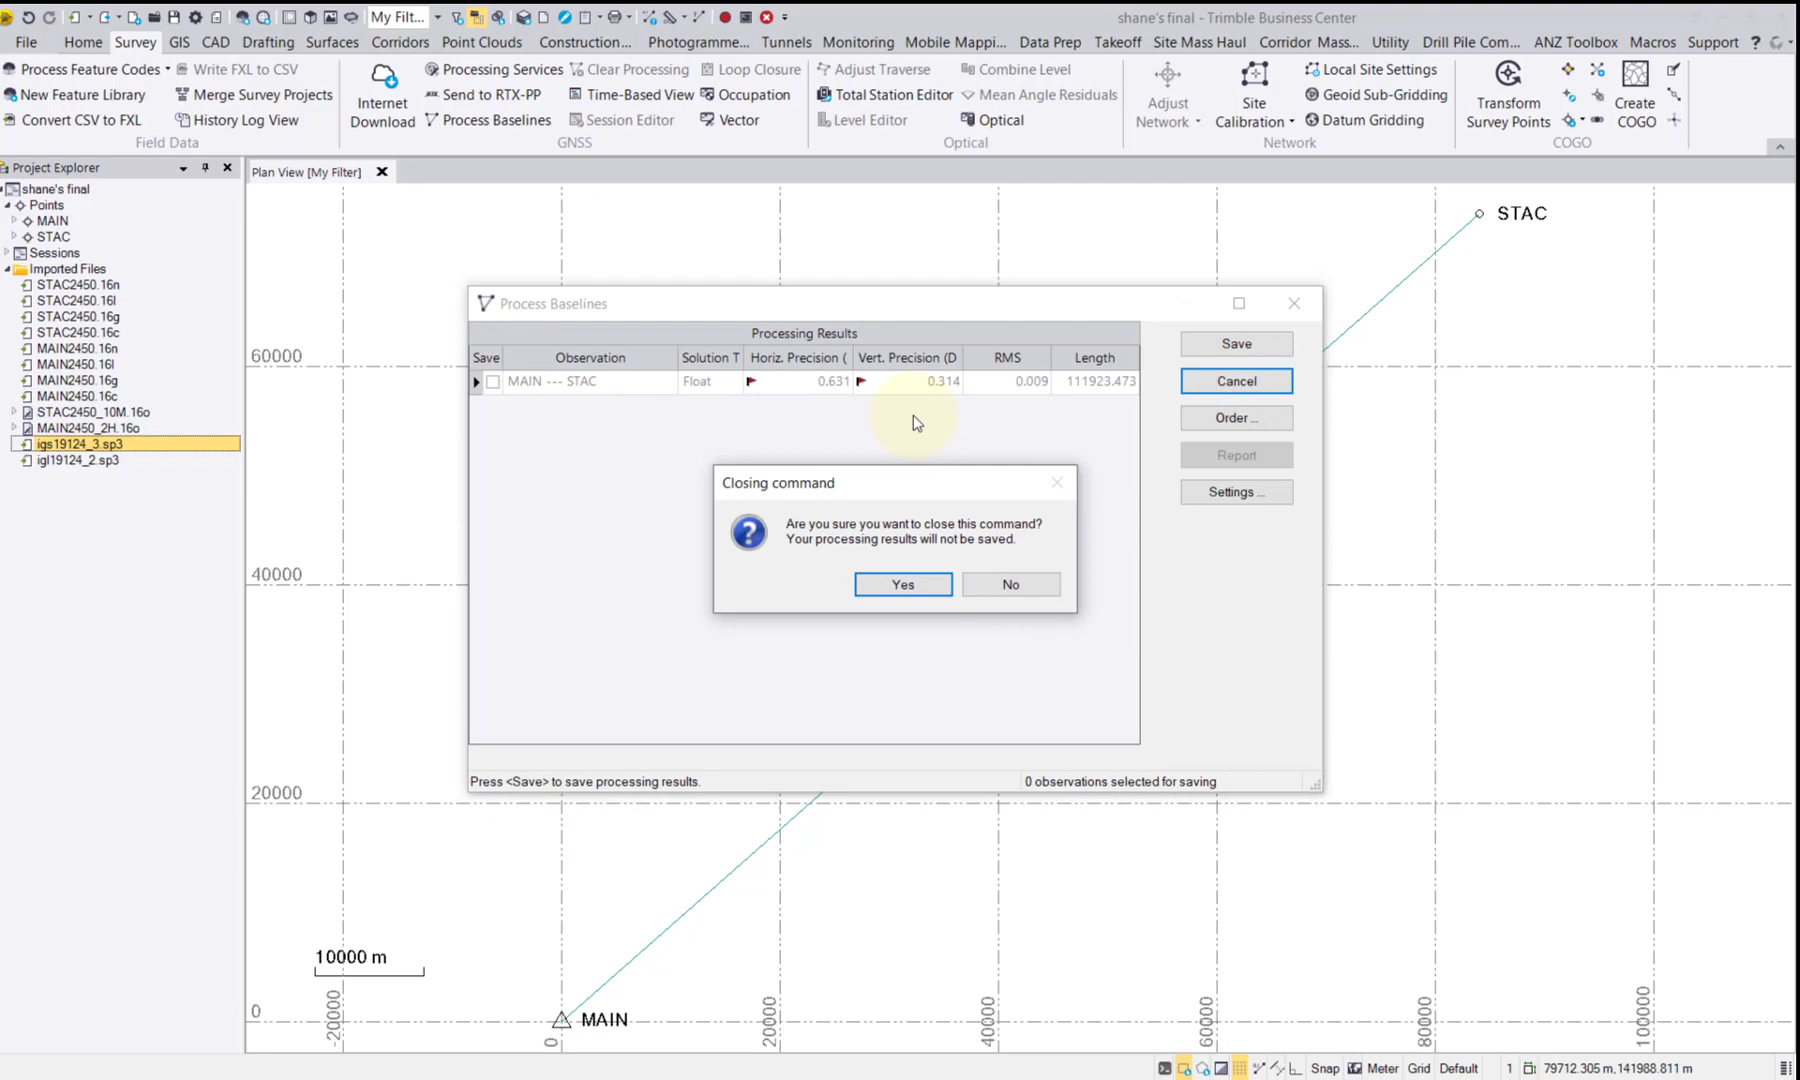 My Filt...
shane's final - Trimble Business Center
File Home Survey GIS CAD Drafting Surfaces Corridors Point Clouds Construction... Photogramme... Tunnels Monitoring Mobile Mappi... Data Prep Takeoff Site Mass Haul Corridor Mass... Utility Drill Pile Com... ANZ Toolbox Macros Support ?
Process Feature Codes Write FXL to CSV
New Feature Library Merge Survey Projects
Convert CSV to FXL History Log View
Field Data
Internet
Download
Processing Services Clear Processing Loop Closure
Send to RTX-PP Time-Based View Occupation
Process Baselines Session Editor Vector
GNSS
Adjust Traverse Combine Level
Total Station Editor Mean Angle Residuals
Level Editor Optical
Optical
Adjust
Network
Site
Calibration
Local Site Settings
Geoid Sub-Gridding
Datum Gridding
Network
Transform
Survey Points
Create
COGO
COGO
Project Explorer
shane's final
Points
MAIN
STAC
Sessions
Imported Files
STAC2450.16n
STAC2450.16l
STAC2450.16g
STAC2450.16c
MAIN2450.16n
MAIN2450.16l
MAIN2450.16g
MAIN2450.16c
STAC2450_10M.16o
MAIN2450_2H.16o
igs19124_3.sp3
igl19124_2.sp3
Plan View [My Filter]
STAC
60000
40000
20000
0
10000 m
MAIN
-20000 0 20000 40000 60000 80000 100000
Process Baselines
Processing Results
Save Observation Solution T Horiz. Precision ( Vert. Precision (D RMS Length
MAIN --- STAC Float 0.631 0.314 0.009 111923.473
Save
Cancel
Order ...
Report
Settings ...
Closing command
Are you sure you want to close this command?
Your processing results will not be saved.
Yes No
Press <Save> to save processing results. 0 observations selected for saving
Snap Meter Grid Default 1 79712.305 m,141988.811 m